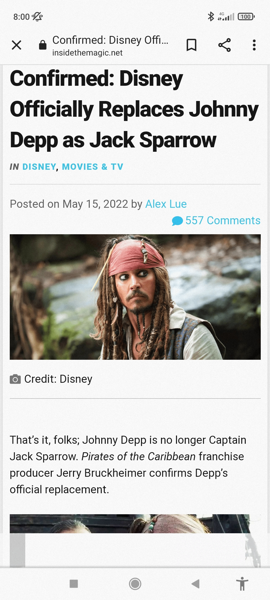 8:00
100
Confirmed: Disney Offi...
insidethemagic.net
Confirmed: Disney
Officially Replaces Johnny
Depp as Jack Sparrow
IN DISNEY, MOVIES & TV
Posted on May 15, 2022 by Alex Lue
557 Comments
Credit: Disney
That's it, folks; Johnny Depp is no longer Captain
Jack Sparrow. Pirates of the Caribbean franchise
producer Jerry Bruckheimer confirms Depp's
official replacement.